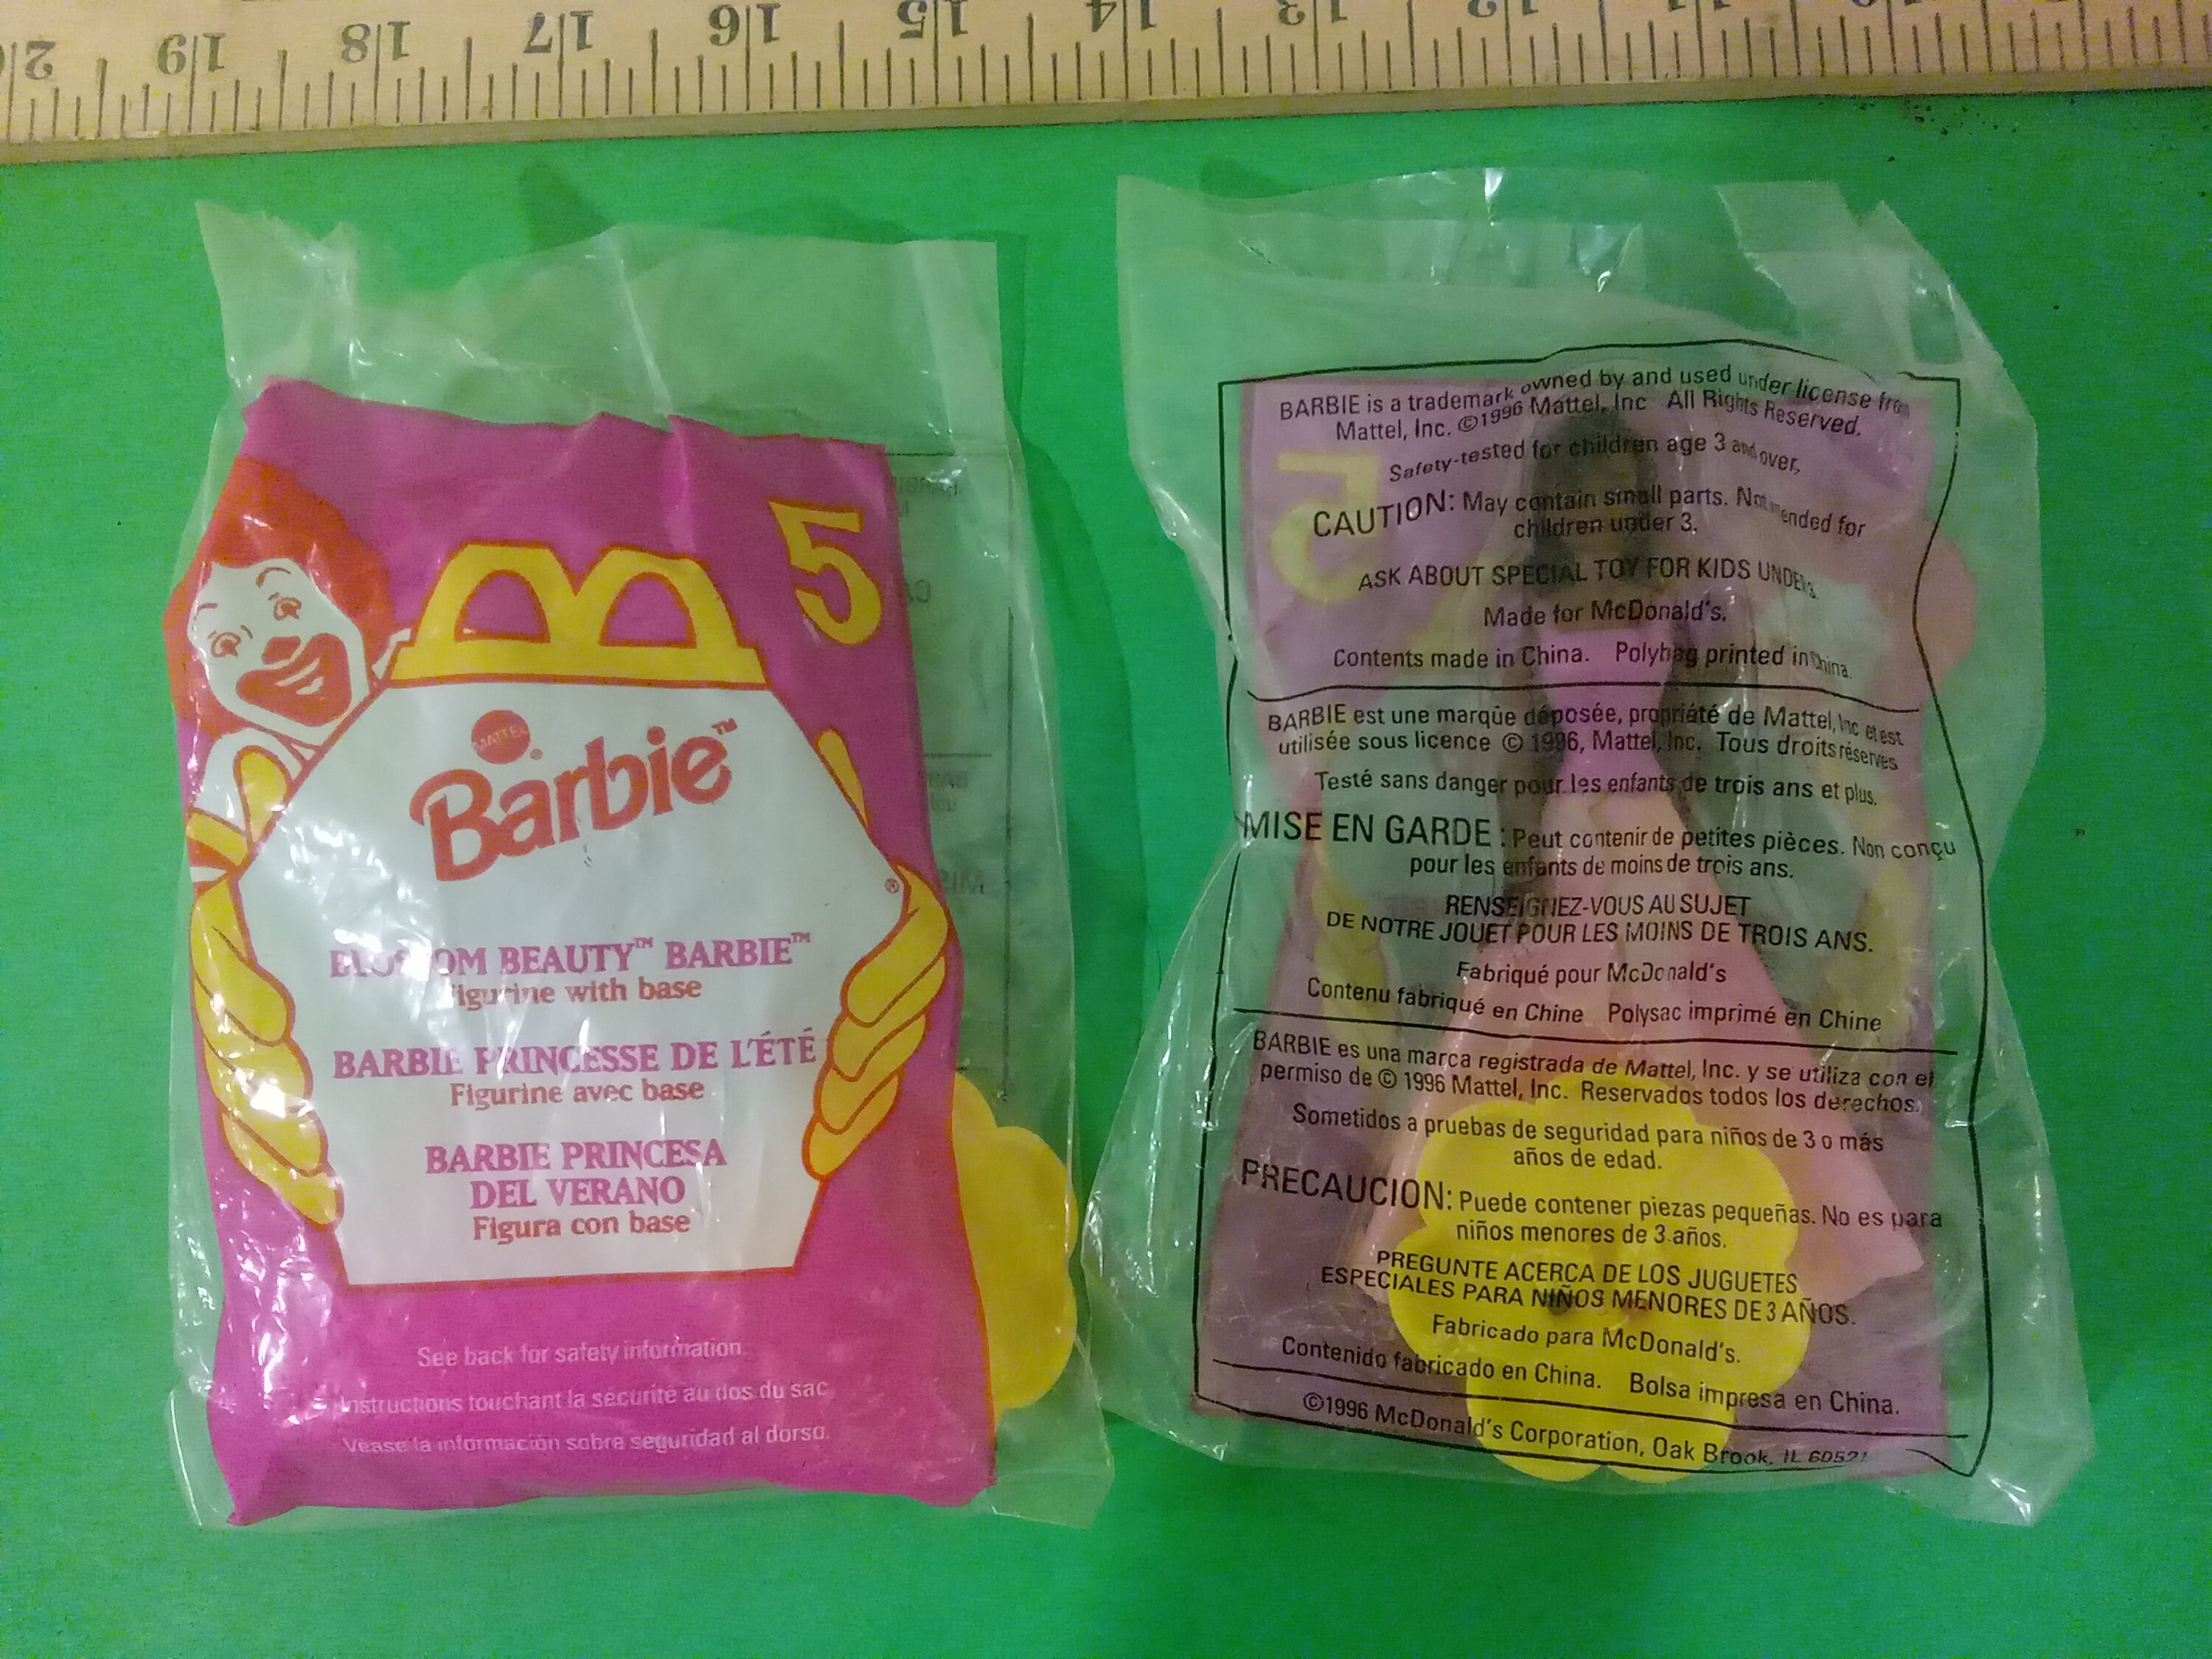 20 19 18 17 16 15 14 13 12 11
5
MATTEL
®
Barbie™
®
BLOSSOM BEAUTY™ BARBIE™
Figurine with base
BARBIE PRINCESSE DE L'ÉTÉ
Figurine avec base
BARBIE PRINCESA
DEL VERANO
Figura con base
See back for safety information.
Instructions touchant la sécurité au dos du sac
Vease la información sobre seguridad al dorso.
BARBIE is a trademark owned by and used under license from
Mattel, Inc. ©1996 Mattel, Inc. All Rights Reserved.
Safety-tested for children age 3 and over,
CAUTION: May contain small parts. Not for
children under 3.
ASK ABOUT SPECIAL TOY FOR KIDS UNDER
Made for McDonald's.
Contents made in China. Polybag printed in China.
BARBIE est une marque déposée, propriété de Mattel, Inc et est
utilisée sous licence © 1996, Mattel, Inc. Tous droits réservés
Testé sans danger pour les enfants de trois ans et plus.
MISE EN GARDE : Peut contenir de petites pièces. Non conçu
pour les enfants de moins de trois ans.
RENSEIGNEZ-VOUS AU SUJET
DE NOTRE JOUET POUR LES MOINS DE TROIS ANS.
Fabriqué pour McDonald's
Contenu fabriqué en Chine Polysac imprimé en Chine
BARBIE es una marca registrada de Mattel, Inc. y se utiliza con el
permiso de © 1996 Mattel, Inc. Reservados todos los derechos.
Sometidos a pruebas de seguridad para niños de 3 o más
años de edad.
PRECAUCION: Puede contener piezas pequeñas. No es para
niños menores de 3 años.
PREGUNTE ACERCA DE LOS JUGUETES
ESPECIALES PARA NIÑOS MENORES DE 3 AÑOS.
Fabricado para McDonald's.
Contenido fabricado en China. Bolsa impresa en China.
©1996 McDonald's Corporation, Oak Brook, IL 60521